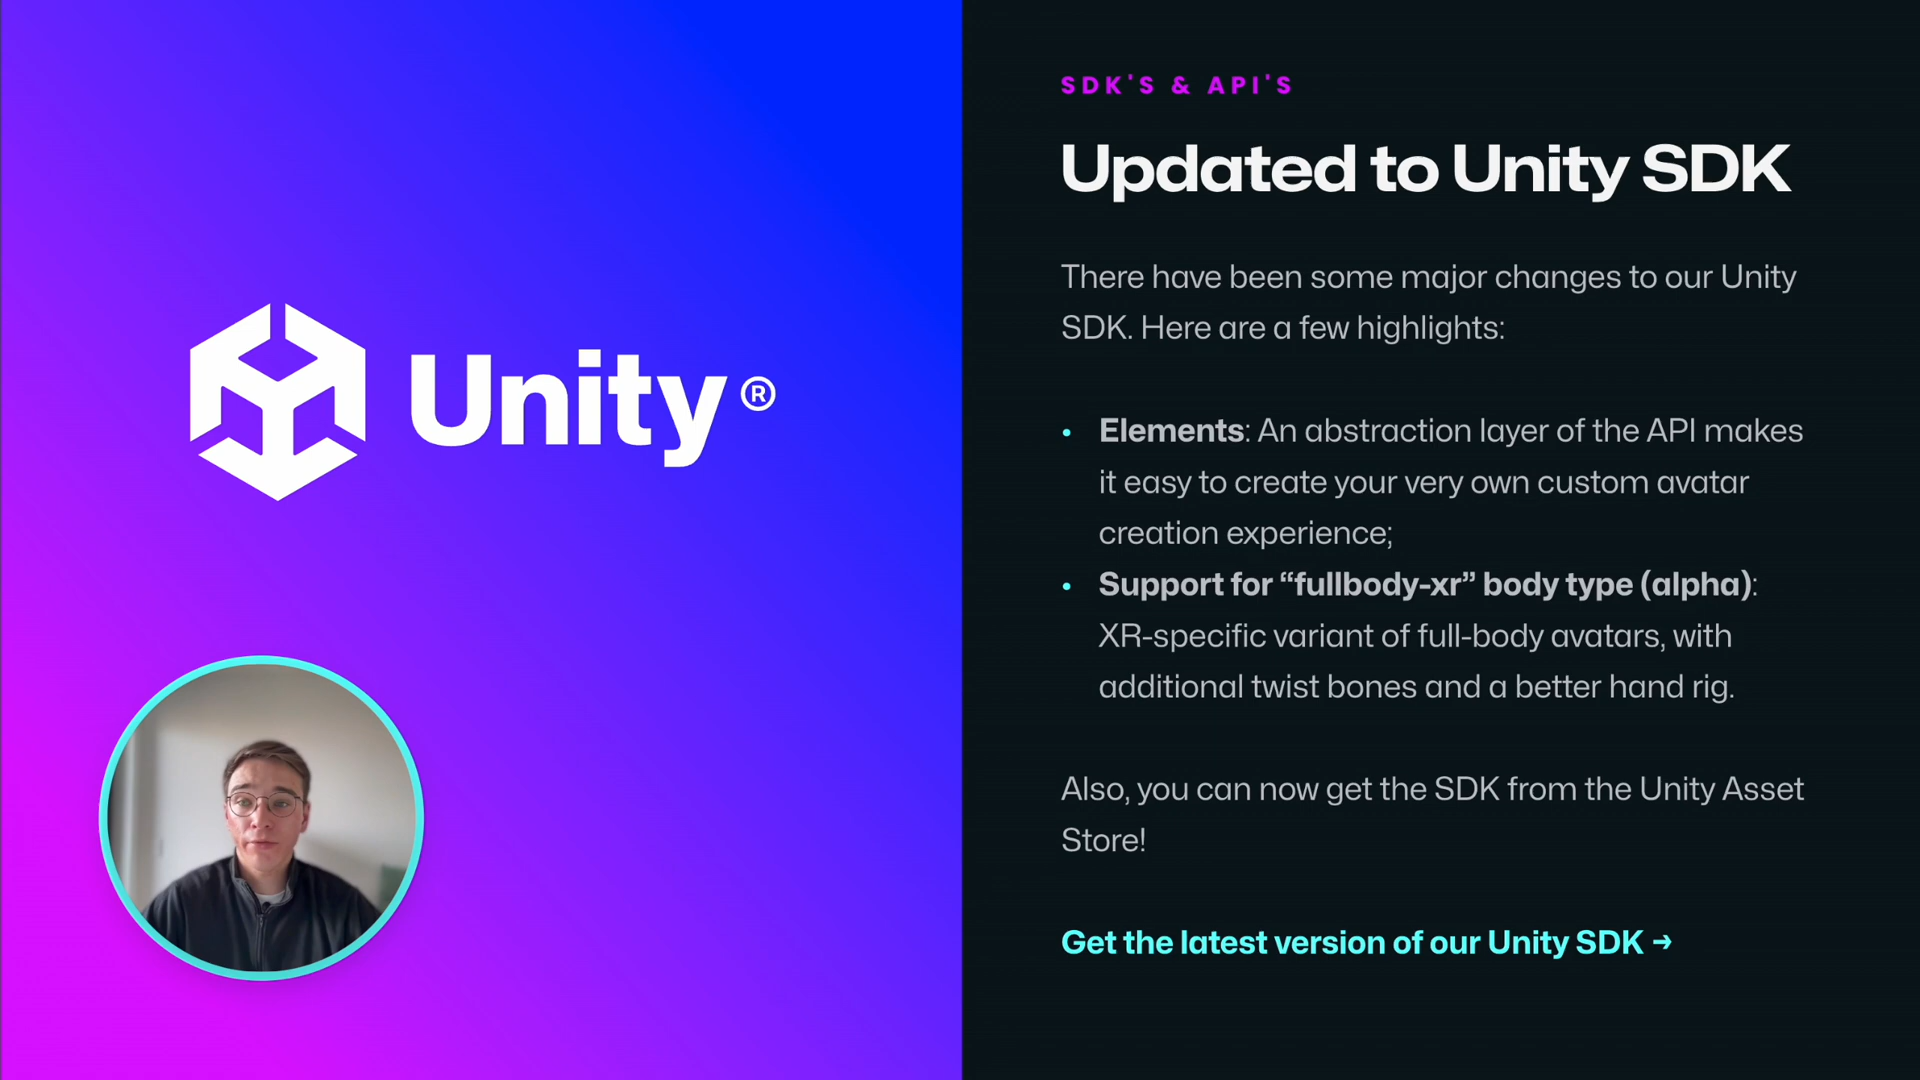 Unity®
SDK'S & API'S
Updated to Unity SDK
There have been some major changes to our Unity
SDK. Here are a few highlights:
• Elements: An abstraction layer of the API makes
it easy to create your very own custom avatar
creation experience;
• Support for “fullbody-xr” body type (alpha):
XR-specific variant of full-body avatars, with
additional twist bones and a better hand rig.
Also, you can now get the SDK from the Unity Asset
Store!
Get the latest version of our Unity SDK →